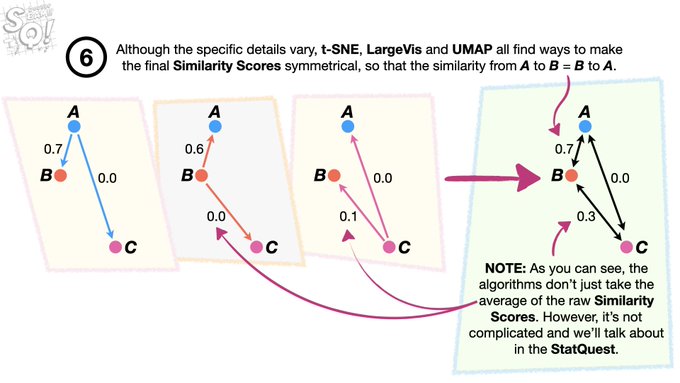 StatQuest!
6
Although the specific details vary, t-SNE, LargeVis and UMAP all find ways to make
the final Similarity Scores symmetrical, so that the similarity from A to B = B to A.
A
0.7
B
0.0
C
A
0.6
B
0.0
C
A
B
0.0
0.1
C
A
0.7
B
0.0
0.3
C
NOTE: As you can see, the
algorithms don't just take the
average of the raw Similarity
Scores. However, it's not
complicated and we'll talk about
in the StatQuest.